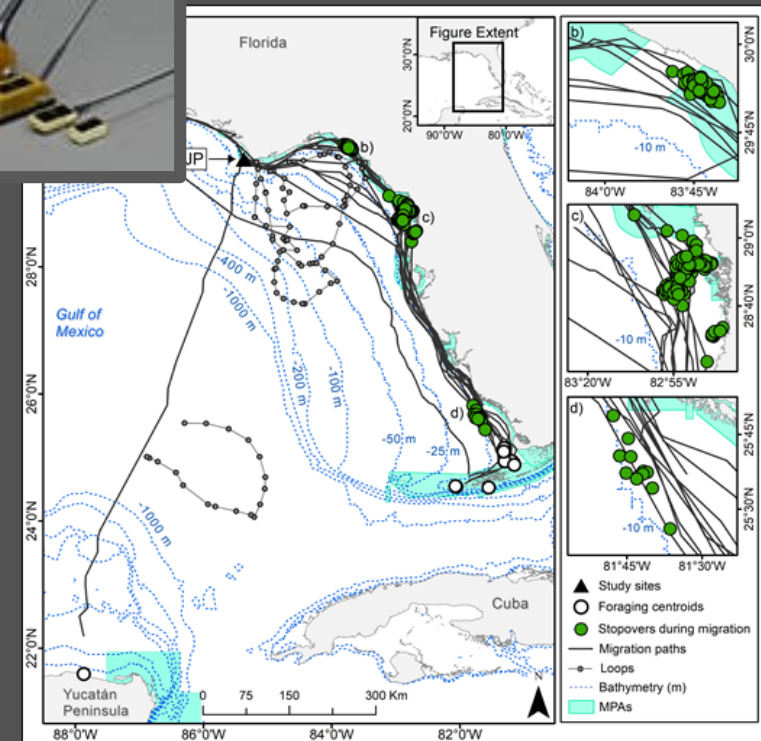 Florida
Figure Extent
30°0'N
20°0'N
90°0'W 80°0'W
JP
b)
c)
d)
28°0'N
26°0'N
24°0'N
22°0'N
Gulf of
Mexico
-400 m
-1000 m
-200 m
-100 m
-50 m
-25 m
-1000 m
Cuba
Yucatán
Peninsula
0 75 150 300 Km
N
88°0'W 86°0'W 84°0'W 82°0'W
b)
-10 m
30°0'N
29°45'N
84°0'W 83°45'W
c)
-10 m
-10 m
29°0'N
28°40'N
83°20'W 82°55'W
d)
-10 m
25°45'N
25°30'N
81°45'W 81°30'W
Study sites
Foraging centroids
Stopovers during migration
Migration paths
Loops
Bathymetry (m)
MPAs